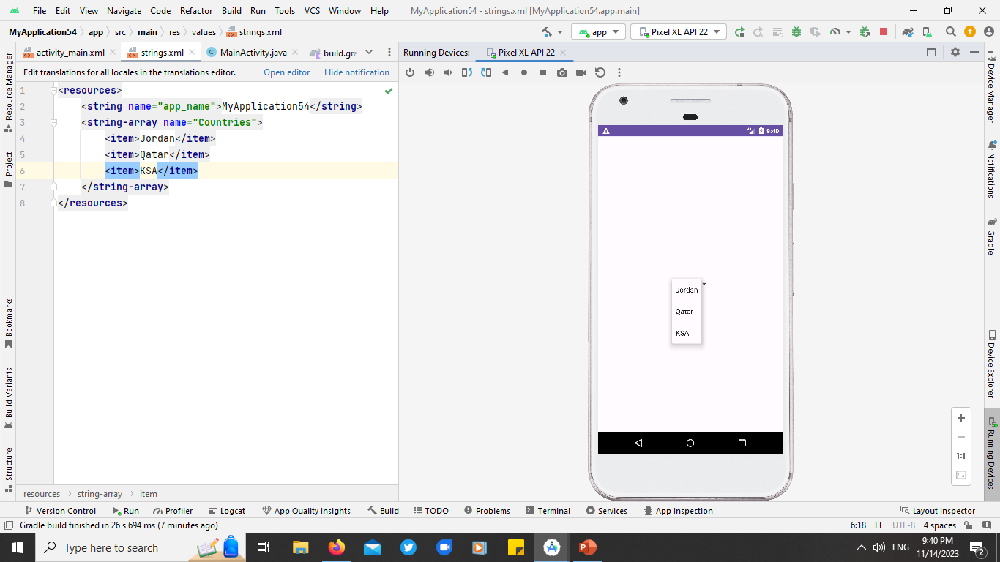 File Edit View Navigate Code Refactor Build Run Tools VCS Window Help MyApplication54 - strings.xml [MyApplication54.app.main]
MyApplication54 app src main res values strings.xml app Pixel XL API 22
activity_main.xml strings.xml MainActivity.java build.gra Running Devices: Pixel XL API 22
Edit translations for all locales in the translations editor. Open editor Hide notification
1 <resources>
2 <string name="app_name">MyApplication54</string>
3 <string-array name="Countries">
4 <item>Jordan</item>
5 <item>Qatar</item>
6 <item>KSA</item>
7 </string-array>
8 </resources>
Resource Manager
Project
Bookmarks
Build Variants
Structure
9:40
Jordan
Qatar
KSA
1:1
Device Manager
Notifications
Gradle
Device Explorer
Running Devices
resources string-array item
Version Control Run Profiler Logcat App Quality Insights Build TODO Problems Terminal Services App Inspection Layout Inspector
Gradle build finished in 26 s 694 ms (7 minutes ago) 6:18 LF UTF-8 4 spaces
Type here to search ENG 9:40 PM
11/14/2023 2